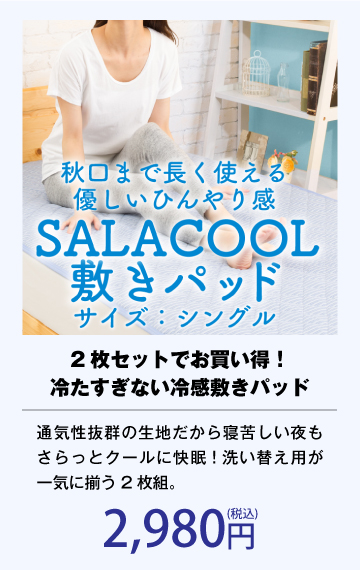 秋口まで長く使える
優しいひんやり感
SALACOOL
敷きパッド
サイズ：シングル
2枚セットでお買い得！
冷たすぎない冷感敷きパッド
通気性抜群の生地だから寝苦しい夜も
さらっとクールに快眠！洗い替え用が
一気に揃う2枚組。
2,980円(税込)